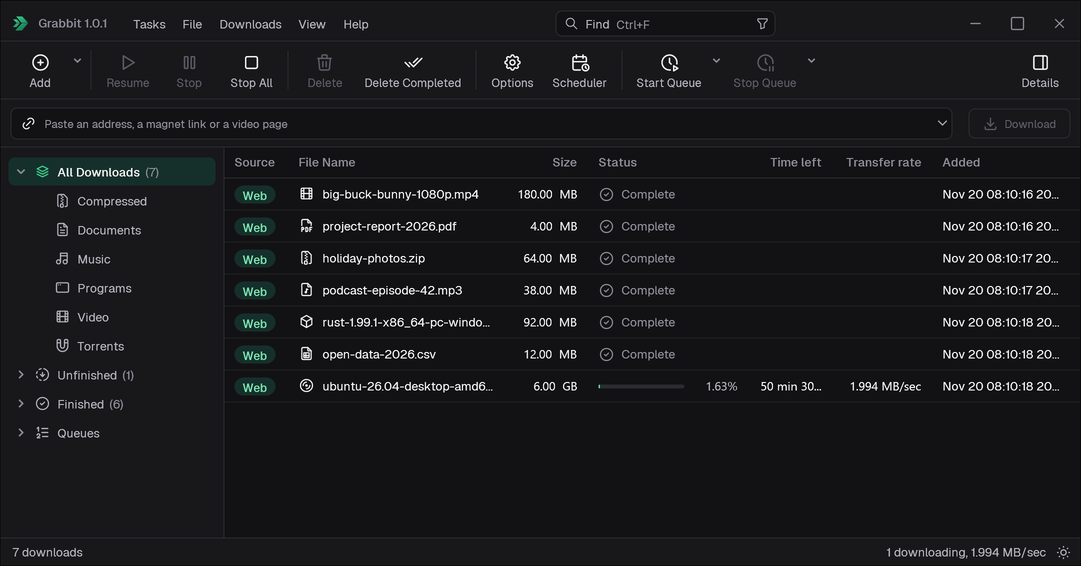 Grabbit 1.0.1 Tasks File Downloads View Help Find Ctrl+F
Add Resume Stop Stop All Delete Delete Completed Options Scheduler Start Queue Stop Queue Details
Paste an address, a magnet link or a video page Download
All Downloads (7)
Compressed
Documents
Music
Programs
Video
Torrents
Unfinished (1)
Finished (6)
Queues
Source File Name Size Status Time left Transfer rate Added
Web big-buck-bunny-1080p.mp4 180.00 MB Complete Nov 20 08:10:16 20...
Web project-report-2026.pdf 4.00 MB Complete Nov 20 08:10:16 20...
Web holiday-photos.zip 64.00 MB Complete Nov 20 08:10:17 20...
Web podcast-episode-42.mp3 38.00 MB Complete Nov 20 08:10:17 20...
Web rust-1.99.1-x86_64-pc-windo... 92.00 MB Complete Nov 20 08:10:18 20...
Web open-data-2026.csv 12.00 MB Complete Nov 20 08:10:18 20...
Web ubuntu-26.04-desktop-amd6... 6.00 GB 1.63% 50 min 30... 1.994 MB/sec Nov 20 08:10:18 20...
7 downloads 1 downloading, 1.994 MB/sec